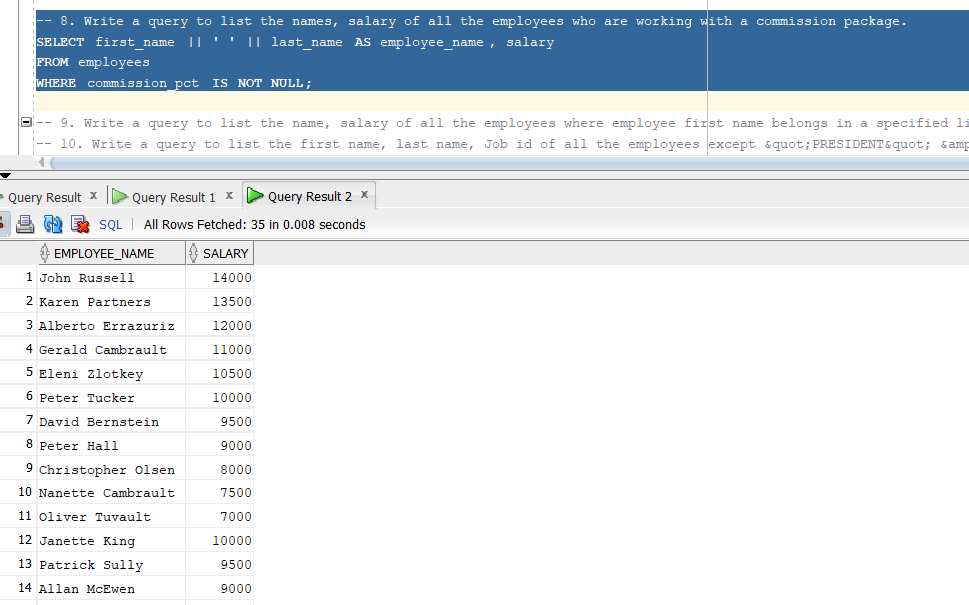 -- 8. Write a query to list the names, salary of all the employees who are working with a commission package.
SELECT first_name || ' ' || last_name AS employee_name, salary
FROM employees
WHERE commission_pct IS NOT NULL;
-- 9. Write a query to list the name, salary of all the employees where employee first name belongs in a specified li
-- 10. Write a query to list the first name, last name, Job id of all the employees except &quot;PRESIDENT&quot; &amp
Query Result x Query Result 1 x Query Result 2 x
SQL | All Rows Fetched: 35 in 0.008 seconds
EMPLOYEE_NAME SALARY
1 John Russell 14000
2 Karen Partners 13500
3 Alberto Errazuriz 12000
4 Gerald Cambrault 11000
5 Eleni Zlotkey 10500
6 Peter Tucker 10000
7 David Bernstein 9500
8 Peter Hall 9000
9 Christopher Olsen 8000
10 Nanette Cambrault 7500
11 Oliver Tuvault 7000
12 Janette King 10000
13 Patrick Sully 9500
14 Allan McEwen 9000